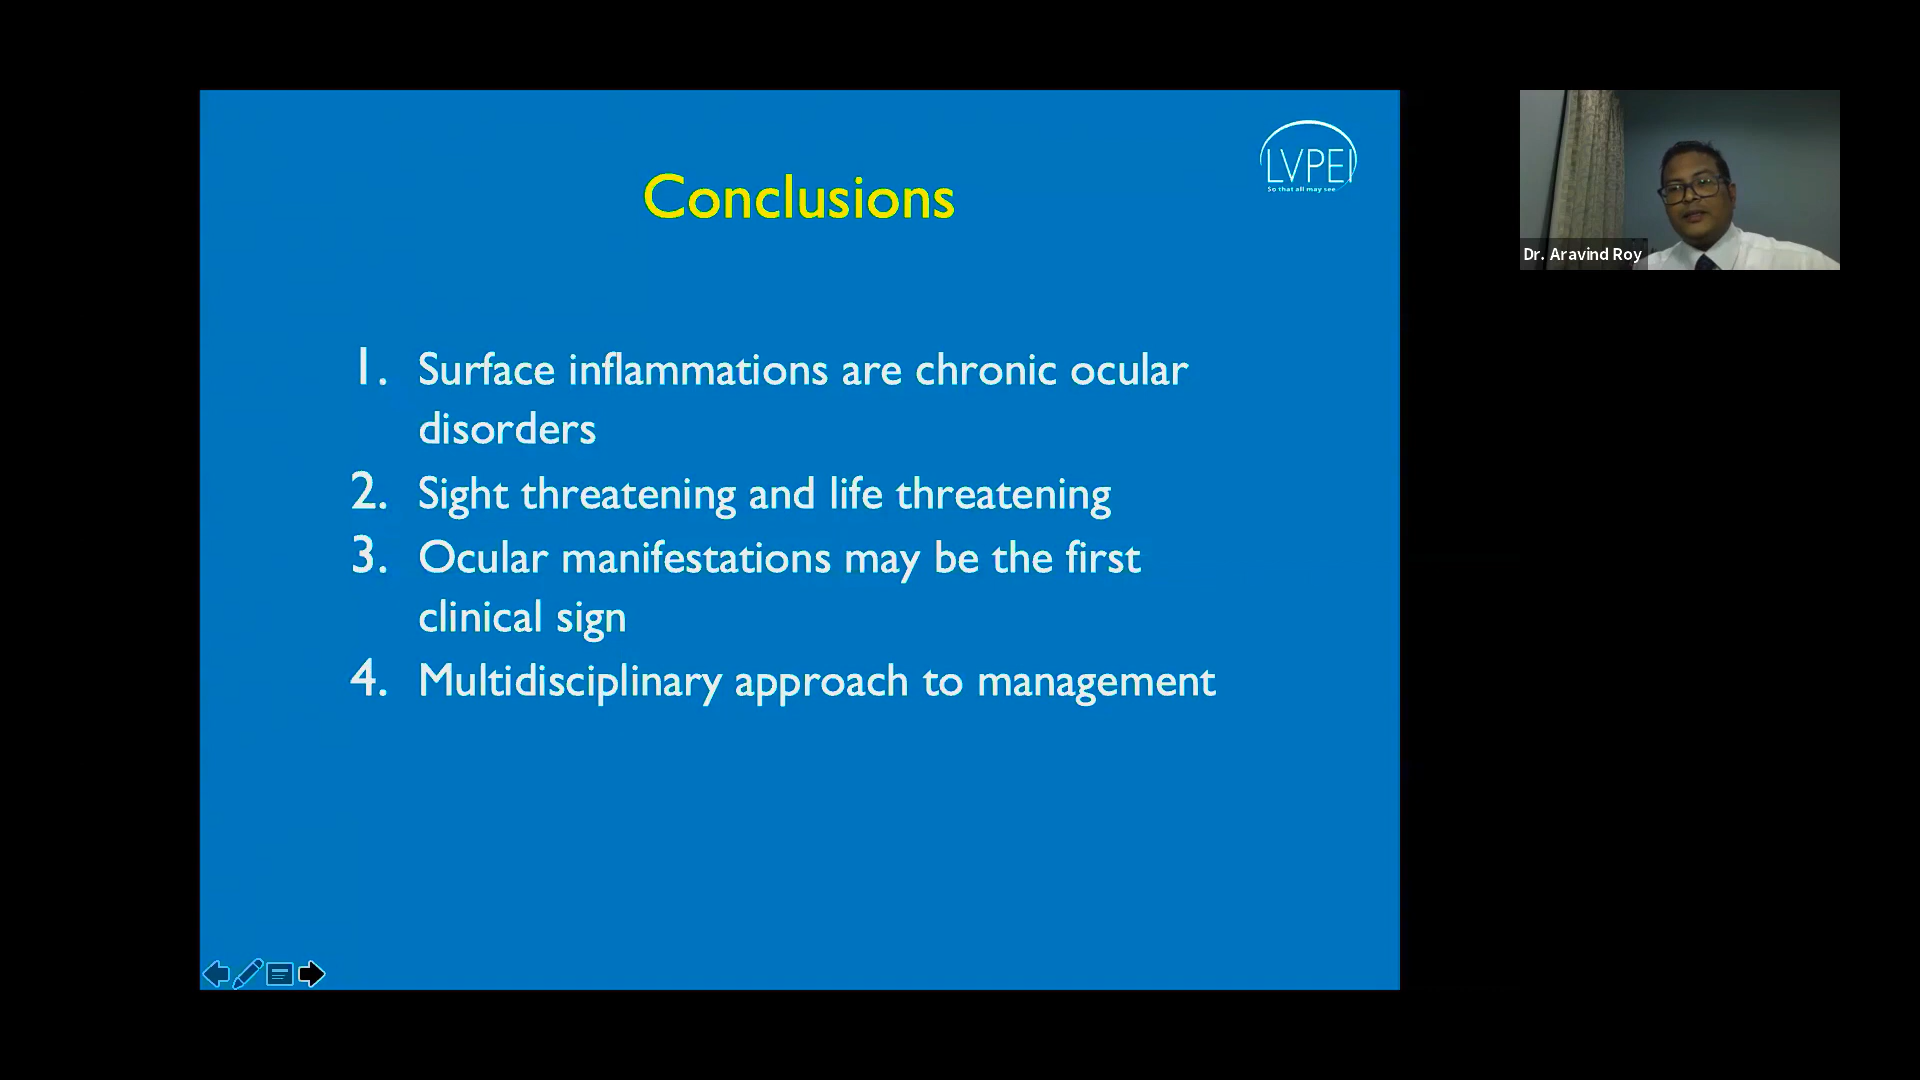 Conclusions
LVPEI
So that all may see
1. Surface inflammations are chronic ocular
disorders
2. Sight threatening and life threatening
3. Ocular manifestations may be the first
clinical sign
4. Multidisciplinary approach to management
Dr. Aravind Roy